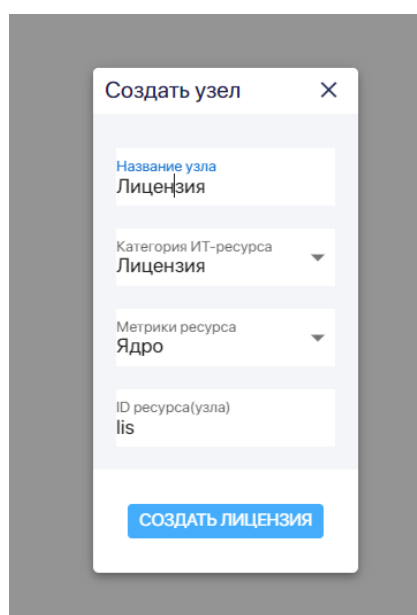 Создать узел
Название узла
Лицензия
Категория ИТ-ресурса
Лицензия
Метрики ресурса
Ядро
ID ресурса(узла)
lis
СОЗДАТЬ ЛИЦЕНЗИЯ